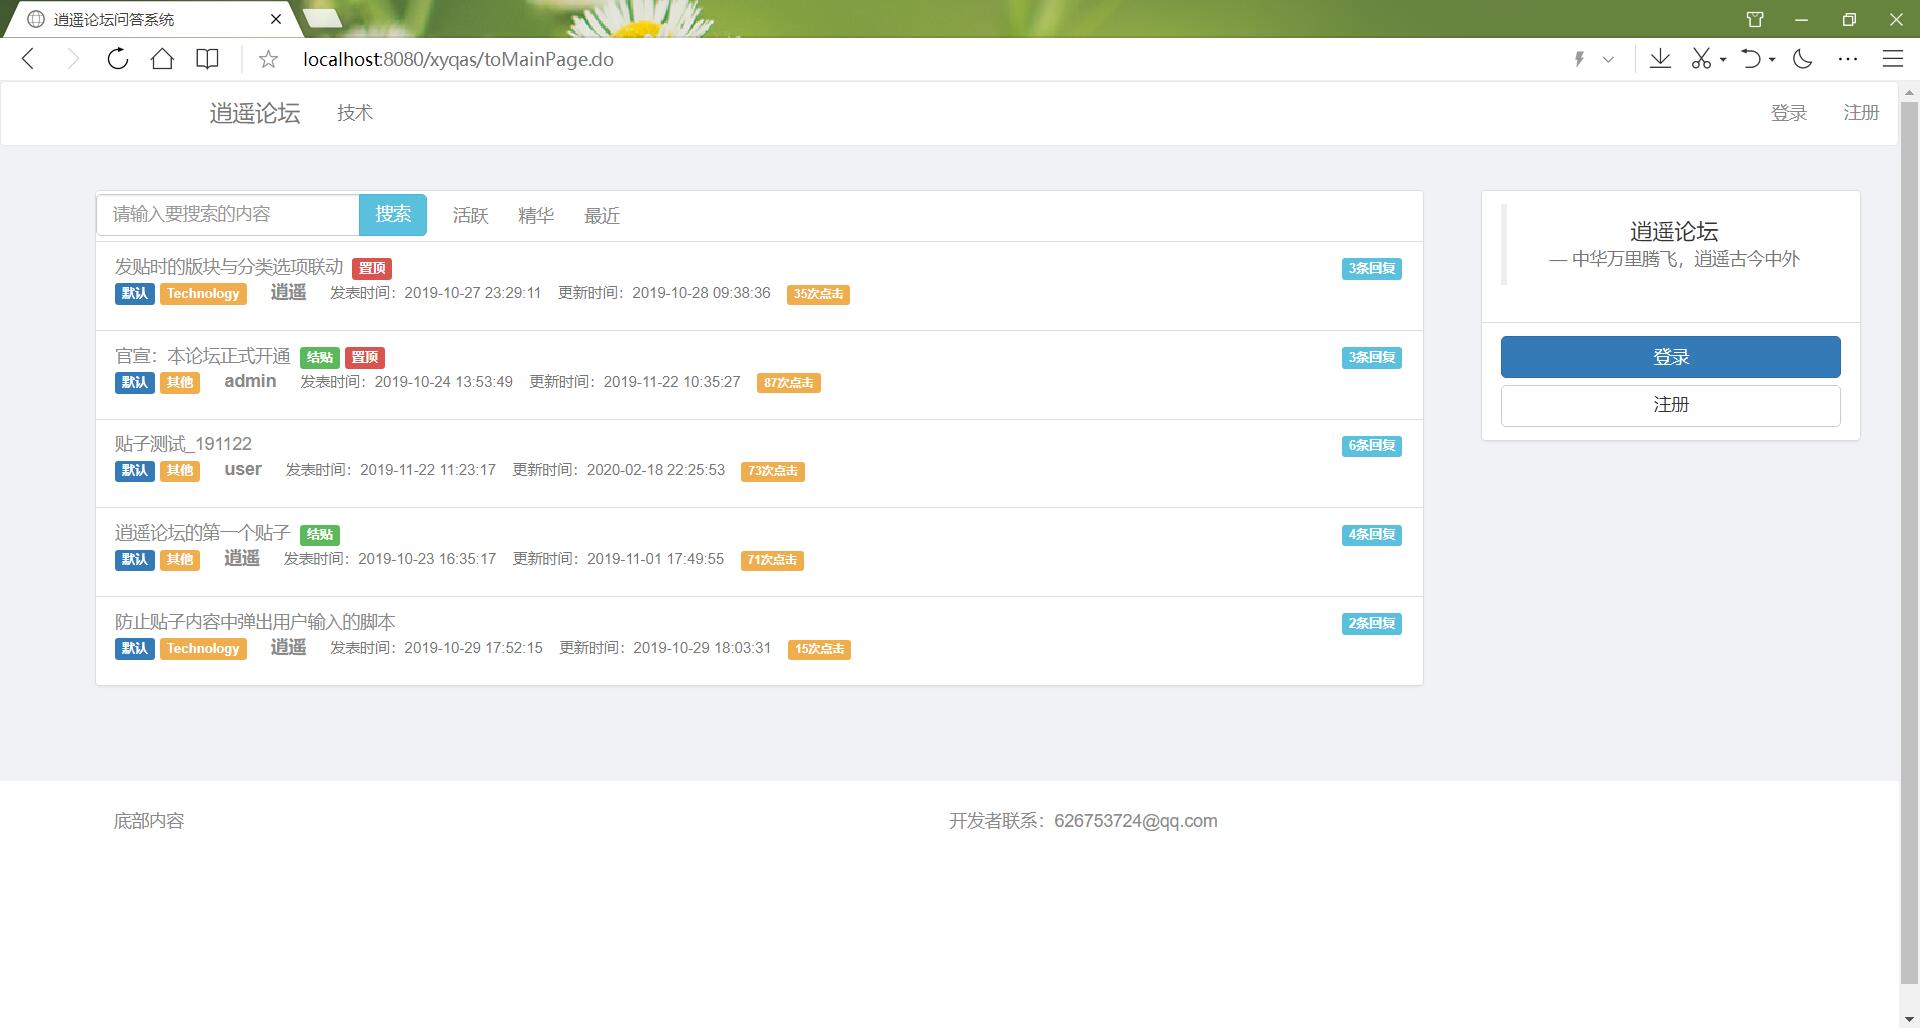 逍遥论坛问答系统
localhost:8080/xyqas/toMainPage.do
逍遥论坛 技术 登录 注册
请输入要搜索的内容 搜索 活跃 精华 最近
发贴时的版块与分类选项联动 置顶 3条回复
默认 Technology 逍遥 发表时间：2019-10-27 23:29:11 更新时间：2019-10-28 09:38:36 35次点击
官宣：本论坛正式开通 结贴 置顶 3条回复
默认 其他 admin 发表时间：2019-10-24 13:53:49 更新时间：2019-11-22 10:35:27 87次点击
贴子测试_191122 6条回复
默认 其他 user 发表时间：2019-11-22 11:23:17 更新时间：2020-02-18 22:25:53 73次点击
逍遥论坛的第一个贴子 结贴 4条回复
默认 其他 逍遥 发表时间：2019-10-23 16:35:17 更新时间：2019-11-01 17:49:55 71次点击
防止贴子内容中弹出用户输入的脚本 2条回复
默认 Technology 逍遥 发表时间：2019-10-29 17:52:15 更新时间：2019-10-29 18:03:31 15次点击
逍遥论坛
— 中华万里腾飞，逍遥古今中外
登录
注册
底部内容 开发者联系：626753724@qq.com